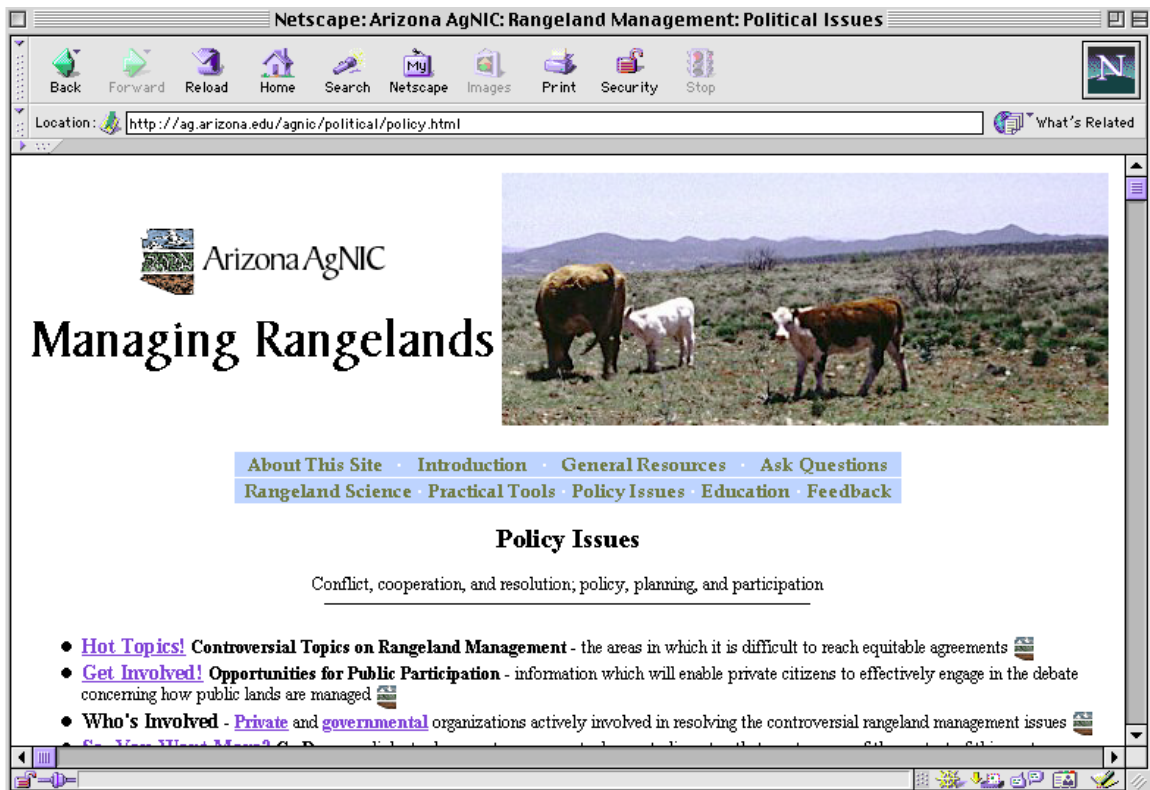 Netscape: Arizona AgNIC: Rangeland Management: Political Issues
Back Forward Reload Home Search Netscape Images Print Security Stop
My
N
Location: http://ag.arizona.edu/agnic/political/policy.html What's Related
Arizona AgNIC
Managing Rangelands
About This Site · Introduction · General Resources · Ask Questions
Rangeland Science · Practical Tools · Policy Issues · Education · Feedback
Policy Issues
Conflict, cooperation, and resolution; policy, planning, and participation
Hot Topics! Controversial Topics on Rangeland Management - the areas in which it is difficult to reach equitable agreements
Get Involved! Opportunities for Public Participation - information which will enable private citizens to effectively engage in the debate
concerning how public lands are managed
Who's Involved - Private and governmental organizations actively involved in resolving the controversial rangeland management issues
So, You Want More?